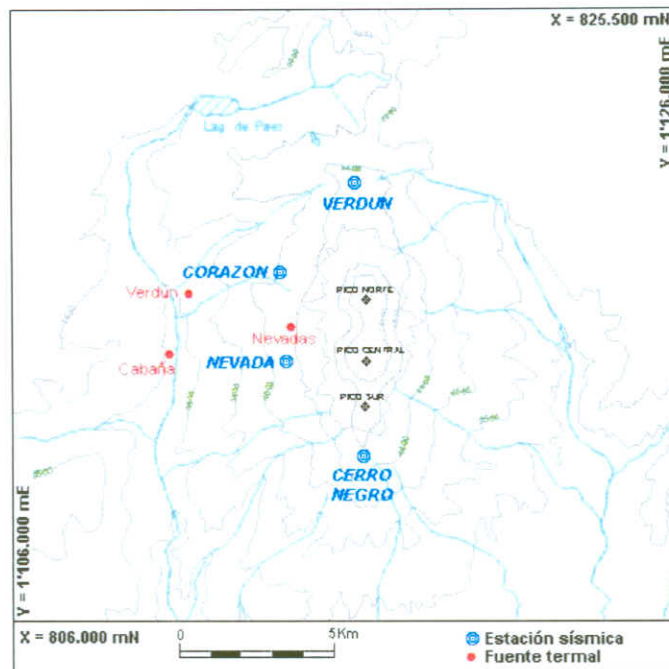 X = 825.500 mN
Y = 1'126.000 mE
Lag de Paez
VERDUN
CORAZON
Verdún
PICO NORTE
Nevadas
NEVADA
PICO CENTRAL
Cabaña
PICO SUR
CERRO
NEGRO
Y = 1'106.000 mE
X = 806.000 mN
0 5Km
Estación sísmica
Fuente termal